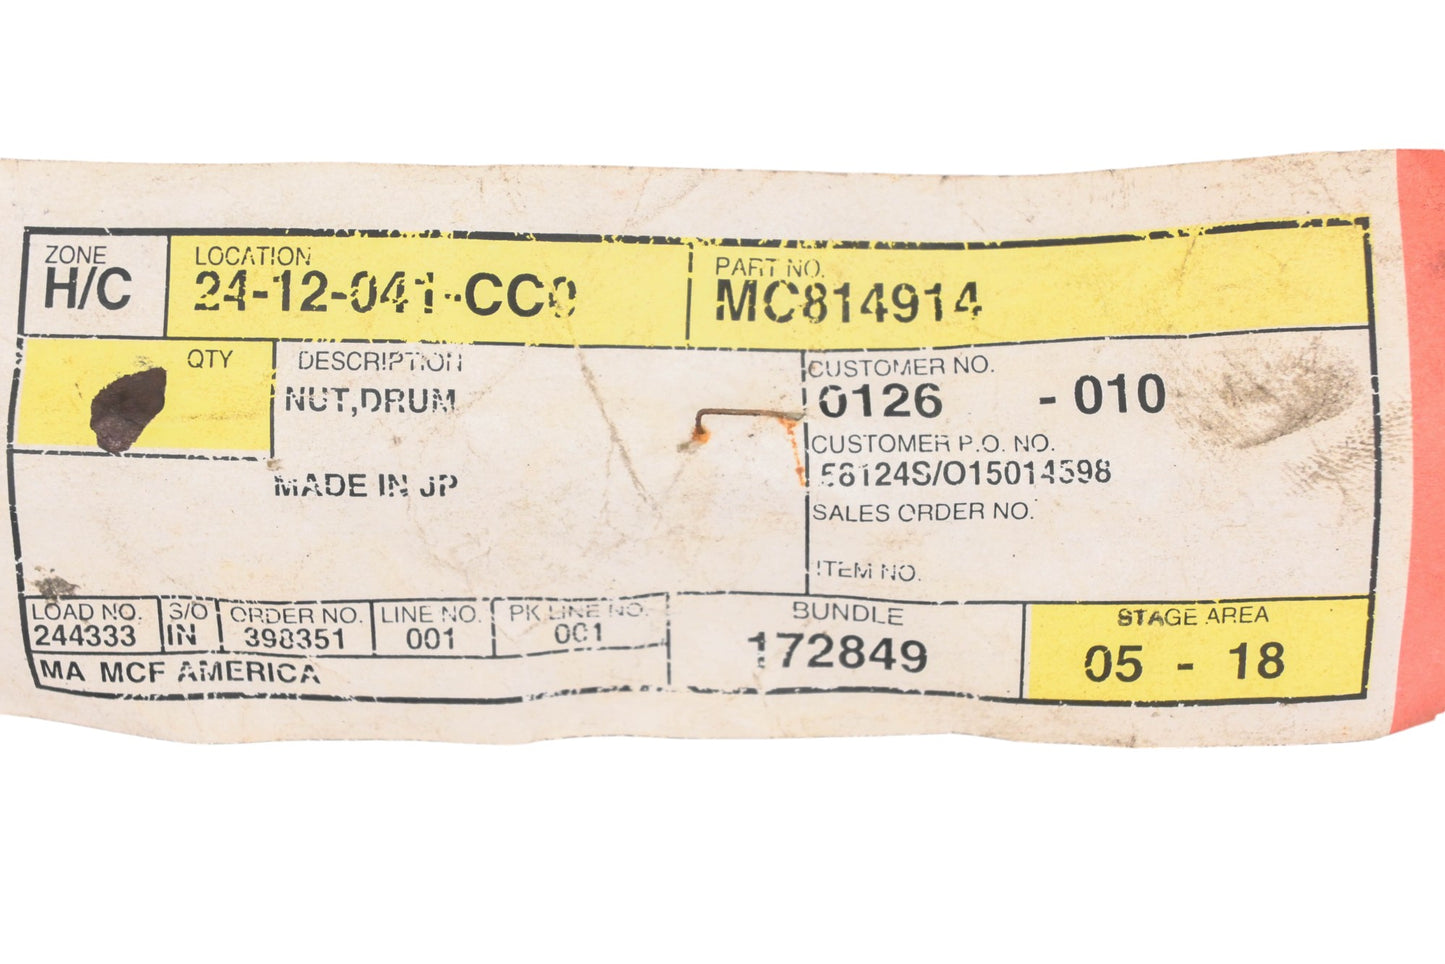 ZONE
H/C
LOCATION
24-12-041-CC0
PART NO.
MC814914
QTY
DESCRIPTION
NUT,DRUM
MADE IN JP
CUSTOMER NO.
0126 - 010
CUSTOMER P.O. NO.
58124S/O15014598
SALES ORDER NO.
ITEM NO.
LOAD NO.
244333
S/O
IN
ORDER NO.
398351
LINE NO.
001
PK LINE NO.
001
MA MCF AMERICA
BUNDLE
172849
STAGE AREA
05 - 18